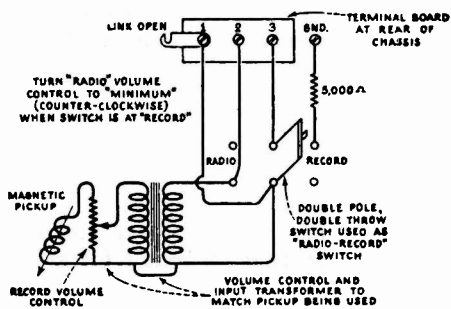 LINK OPEN
1 2 3 GND.
TERMINAL BOARD
AT REAR OF
CHASSIS
TURN "RADIO" VOLUME
CONTROL TO "MINIMUM"
(COUNTER-CLOCKWISE)
WHEN SWITCH IS AT "RECORD"
5,000 Ω
RADIO
RECORD
MAGNETIC
PICKUP
DOUBLE POLE,
DOUBLE THROW
SWITCH USED AS
"RADIO-RECORD"
SWITCH
RECORD VOLUME
CONTROL
VOLUME CONTROL AND
INPUT TRANSFORMER TO
MATCH PICKUP BEING USED